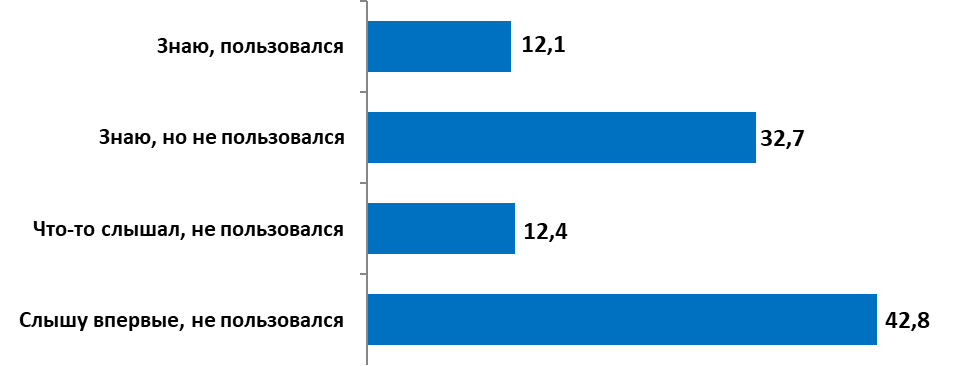 Знаю, пользовался
12,1
Знаю, но не пользовался
32,7
Что-то слышал, не пользовался
12,4
Слышу впервые, не пользовался
42,8